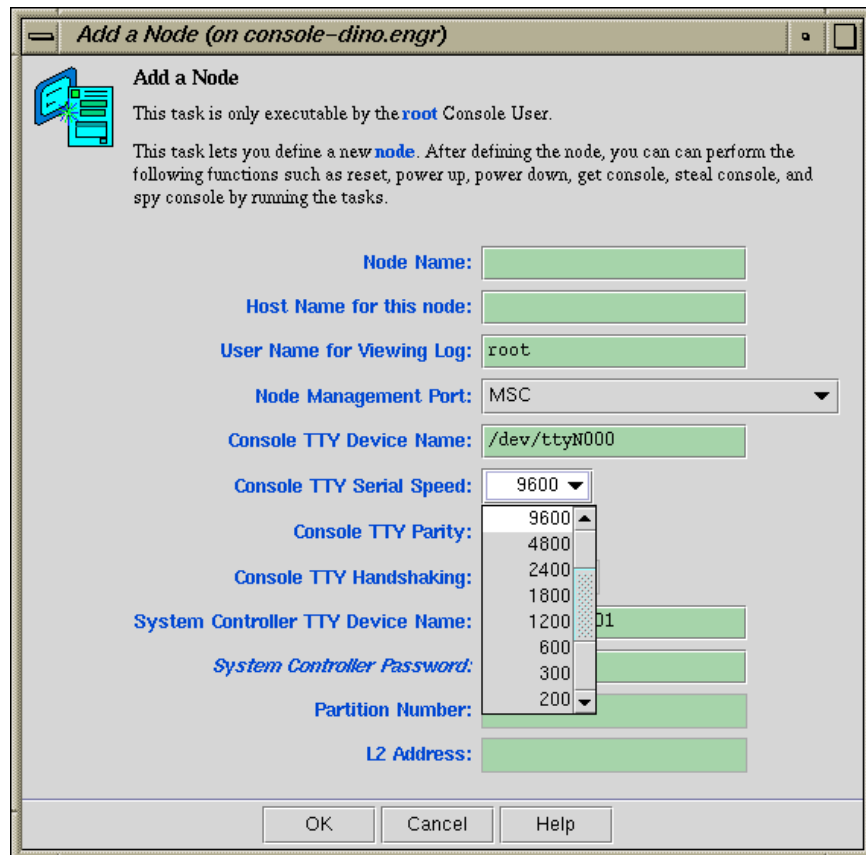 Add a Node (on console-dino.engr)
Add a Node
This task is only executable by the root Console User.
This task lets you define a new node. After defining the node, you can can perform the
following functions such as reset, power up, power down, get console, steal console, and
spy console by running the tasks.
Node Name:
Host Name for this node:
User Name for Viewing Log: root
Node Management Port: MSC
Console TTY Device Name: /dev/ttyN000
Console TTY Serial Speed: 9600
9600
Console TTY Parity:
4800
2400
Console TTY Handshaking:
1800
System Controller TTY Device Name: 1200 01
600
System Controller Password:
300
200
Partition Number:
L2 Address:
OK Cancel Help